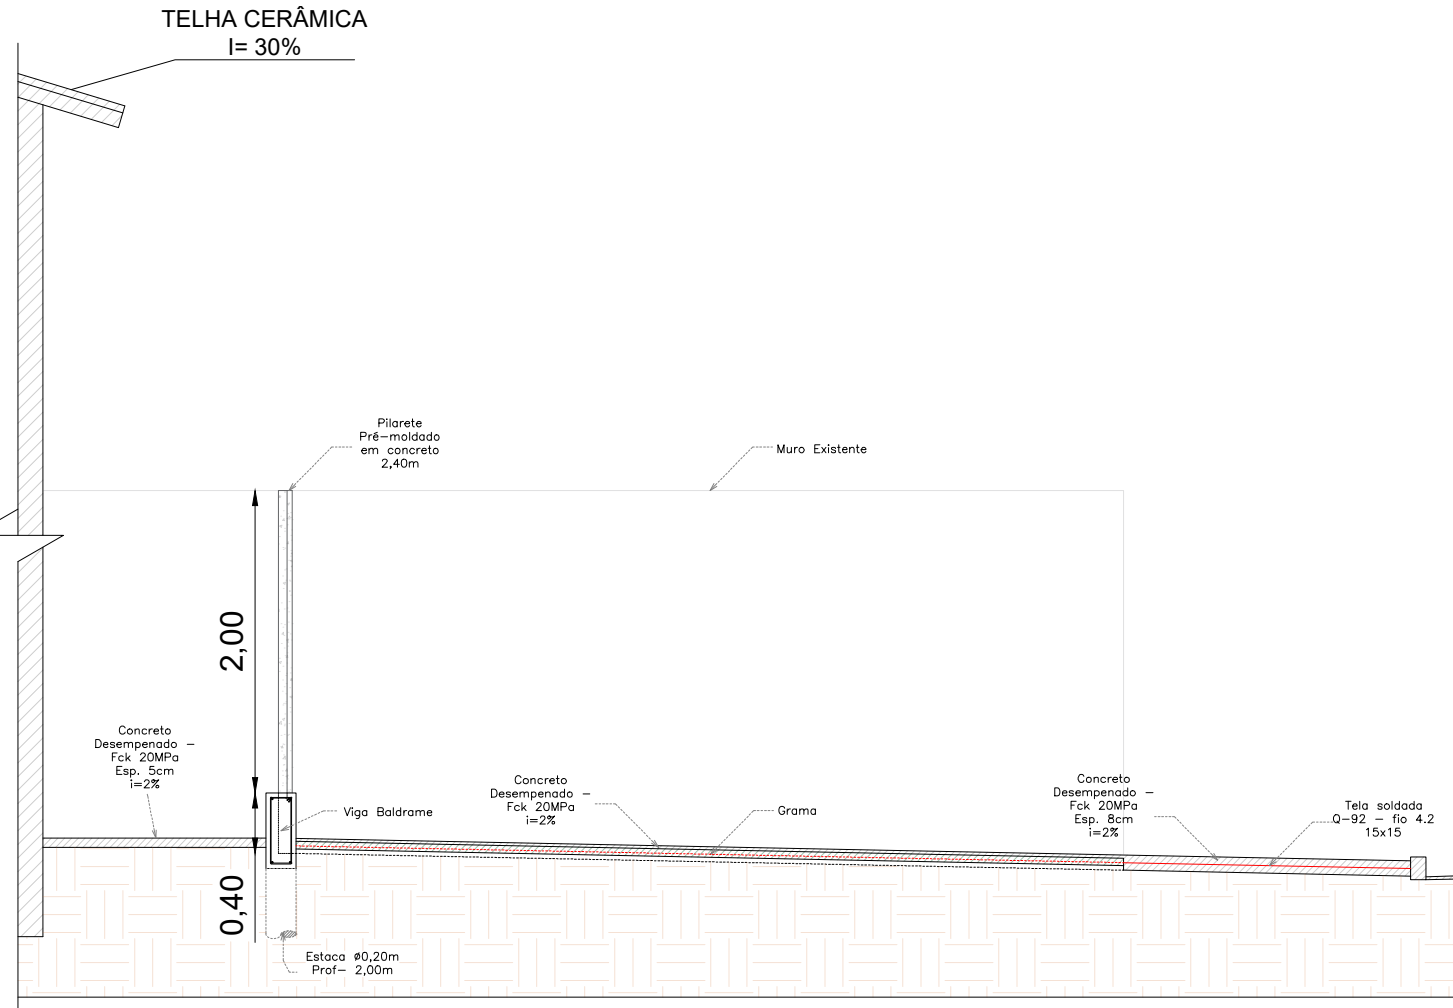 TELHA CERÂMICA
I= 30%
Pilarete
Pré-moldado
em concreto
2,40m
Muro Existente
2,00
Concreto
Desempenado -
Fck 20MPa
Esp. 5cm
i=2%
Viga Baldrame
Concreto
Desempenado -
Fck 20MPa
i=2%
Grama
Concreto
Desempenado -
Fck 20MPa
Esp. 8cm
i=2%
Tela soldada
Q-92 - fio 4.2
15x15
0,40
Estaca ø0,20m
Prof- 2,00m